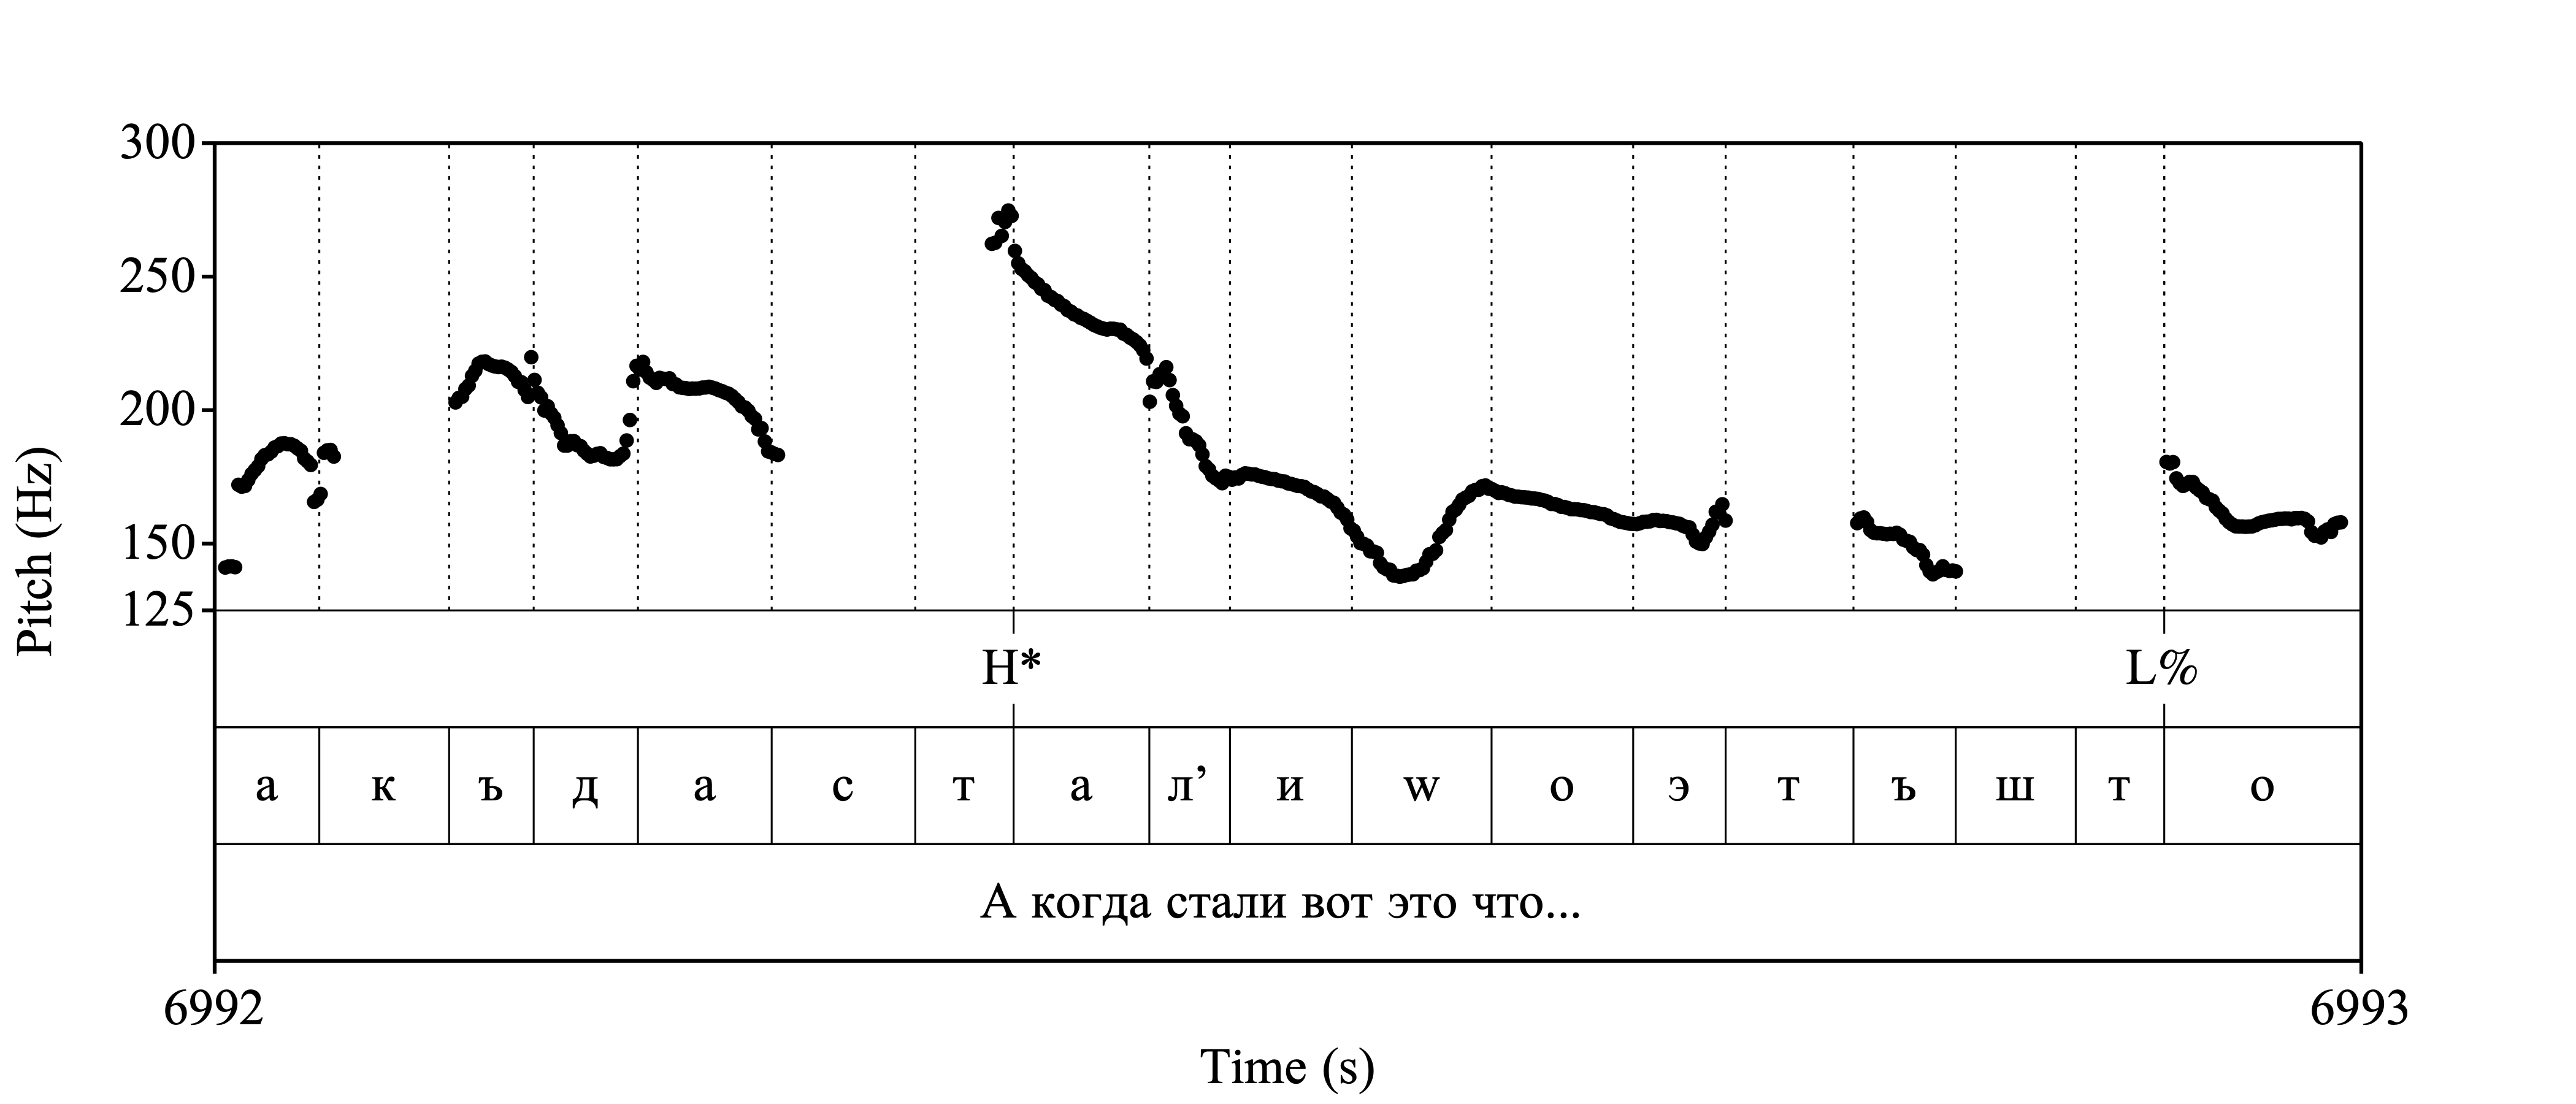 300
250
200
150
125
Pitch (Hz)
H* L%
а к ъ д а с т а л’ и w о э т ъ ш т о
А когда стали вот это что...
6992 6993
Time (s)